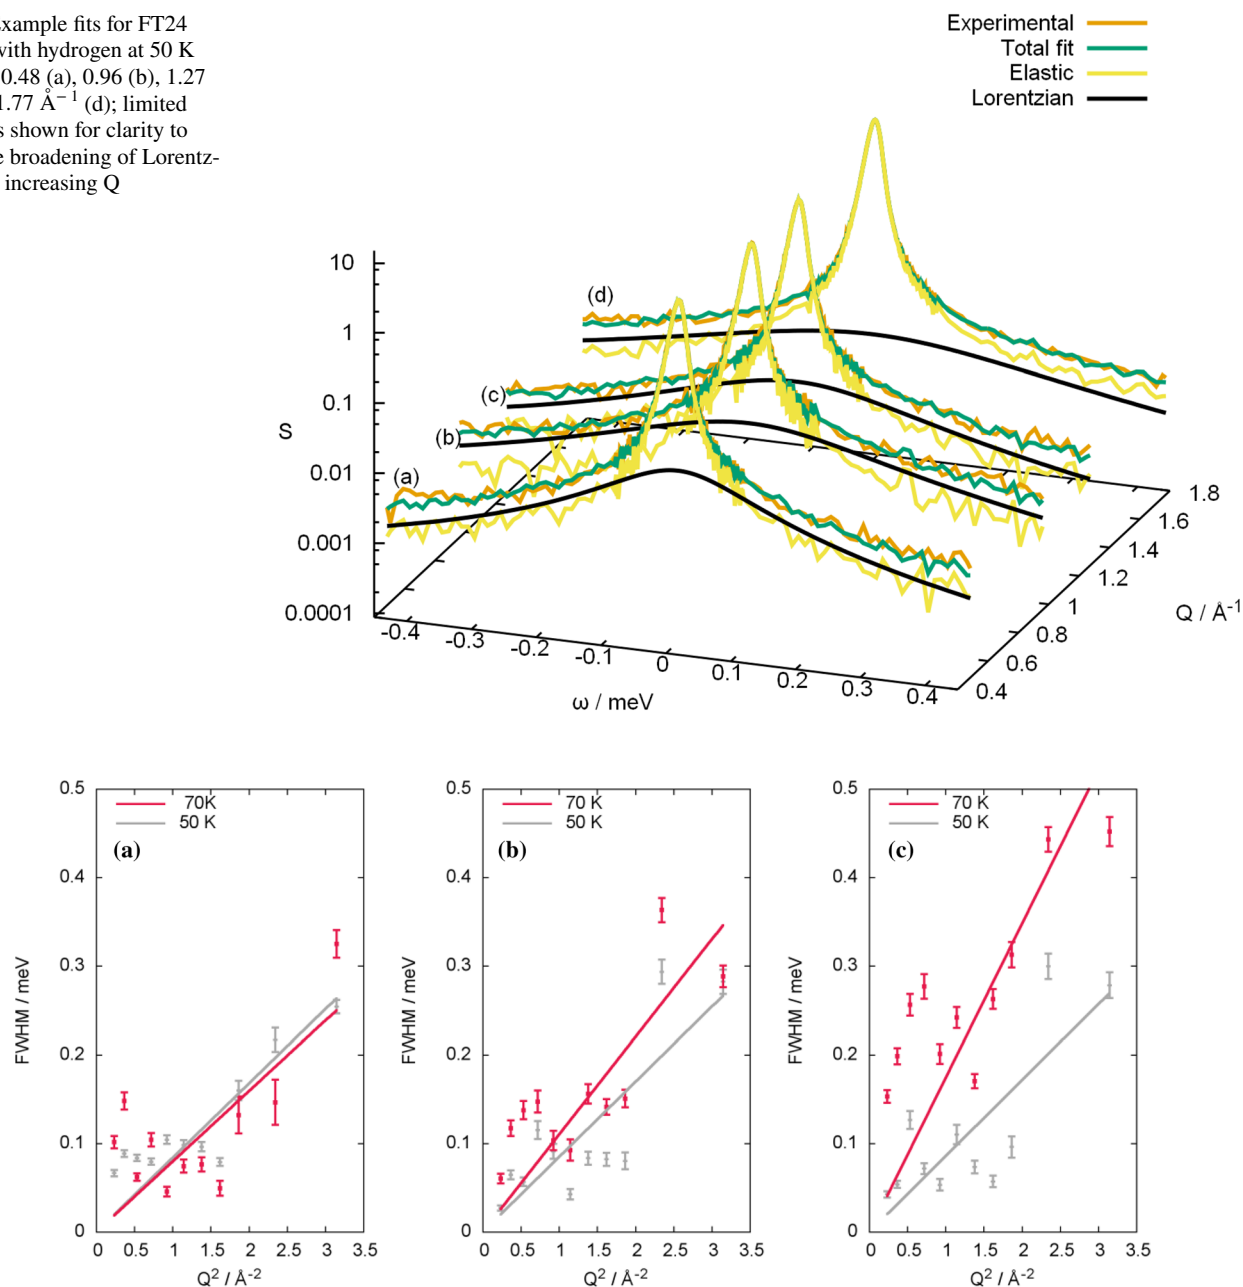 Example fits for FT24
with hydrogen at 50 K
0.48 (a), 0.96 (b), 1.27
1.77 Å−1 (d); limited
s shown for clarity to
e broadening of Lorentz-
increasing Q
Experimental
Total fit
Elastic
Lorentzian
10
1
0.1
0.01
0.001
0.0001
S
(a)
(b)
(c)
(d)
-0.4
-0.3
-0.2
-0.1
0
0.1
0.2
0.3
0.4
ω / meV
0.4
0.6
0.8
1
1.2
1.4
1.6
1.8
Q / Å-1
0.5
0.4
0.3
0.2
0.1
0
FWHM / meV
70K
50 K
(a)
0 0.5 1 1.5 2 2.5 3 3.5
Q2 / Å-2
0.5
0.4
0.3
0.2
0.1
0
FWHM / meV
70 K
50 K
(b)
0 0.5 1 1.5 2 2.5 3 3.5
Q2 / Å-2
0.5
0.4
0.3
0.2
0.1
0
FWHM / meV
70 K
50 K
(c)
0 0.5 1 1.5 2 2.5 3 3.5
Q2 / Å-2